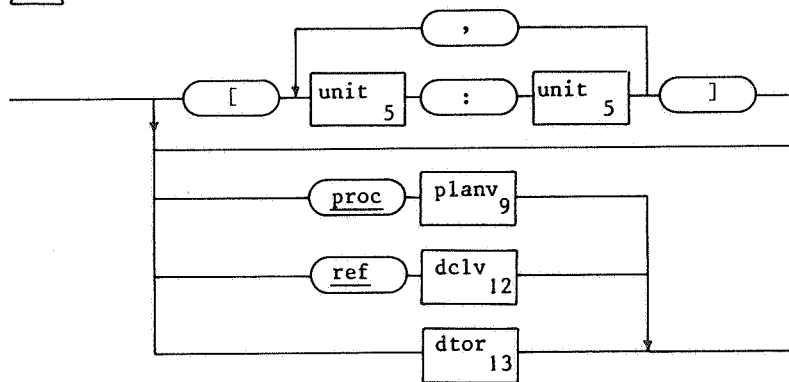 ,
[ unit 5 : unit 5 ]
proc planv 9
ref dclv 12
dtor 13